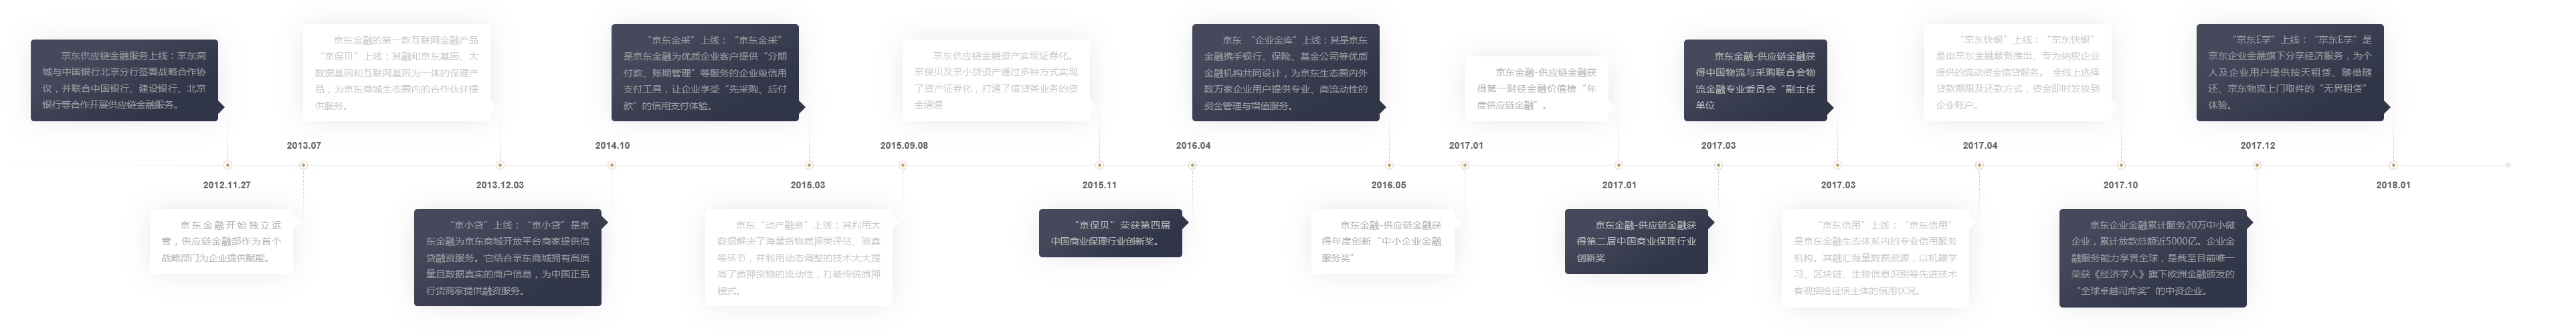 京东供应链金融服务上线：京东商
城与中国银行北京分行签署战略合作协
议，并联合中国银行、建设银行、北京
银行等合作开展供应链金融服务。
2012.11.27
2013.07
京东金融开始独立运
营，供应链金融部作为首个
战略部门为企业提供赋能。
京东金融的第一款互联网金融产品
“京保贝”上线：其融和京东基因、大
数据基因和互联网基因为一体的保理产
品，为京东商城生态圈内的合作伙伴提
供服务。
2013.12.03
2014.10
“京小贷”上线：“京小贷”是京
东金融为京东商城开放平台商家提供信
贷融资服务。它结合京东商城拥有高质
量且数据真实的商户信息，为中国正品
行货商家提供融资服务。
“京东金采”上线：“京东金采”
是京东金融为优质企业客户提供“分期
付款、账期管理”等服务的企业级信用
支付工具，让企业享受“先采购、后付
款”的信用支付体验。
2015.03
2015.09.08
京东“动产融资”上线：其利用大
数据解决了海量货物质押类评估、验真
等环节，并利用动态调整的技术大大提
高了质押货物的流动性，打破传统质押
模式。
京东供应链金融资产实现证券化。
京保贝及京小贷资产通过多种方式实现
了资产证券化，打通了信贷类业务的资
金通道
2015.11
2016.04
“京保贝”荣获第四届
中国商业保理行业创新奖。
京东 “企业金库”上线：其是京东
金融携手银行、保险、基金公司等优质
金融机构共同设计，为京东生态圈内外
数万家企业用户提供专业、高流动性的
资金管理与增值服务。
2016.05
2017.01
京东金融-供应链金融获
得年度创新“中小企业金融
服务奖”
京东金融-供应链金融获
得第一财经金融价值榜“年
度供应链金融”。
2017.01
2017.03
京东金融-供应链金融获
得第二届中国商业保理行业
创新奖
京东金融-供应链金融获
得中国物流与采购联合会物
流金融专业委员会“副主任
单位
2017.03
2017.04
“京东信用”上线：“京东信用”
是京东金融生态体系内的专业信用服务
机构。其融汇海量数据资源，以机器学
习、区块链、生物信息识别等先进技术
客观描绘征信主体的信用状况。
“京东快银”上线：“京东快银”
是由京东金融最新推出、专为纳税企业
提供的流动资金信贷服务。 全线上选择
贷款期限及还款方式，资金即时发放到
企业账户。
2017.10
2017.12
京东企业金融累计服务20万中小微
企业，累计放款总额近5000亿。企业金
融服务能力享誉全球，是截至目前唯一
荣获《经济学人》旗下欧洲金融颁发的
“全球卓越司库奖”的中资企业。
“京东E享”上线：“京东E享”是
京东企业金融旗下分享经济服务，为个
人及企业用户提供按天租赁、随借随
还、京东物流上门取件的“无界租赁”
体验。
2018.01